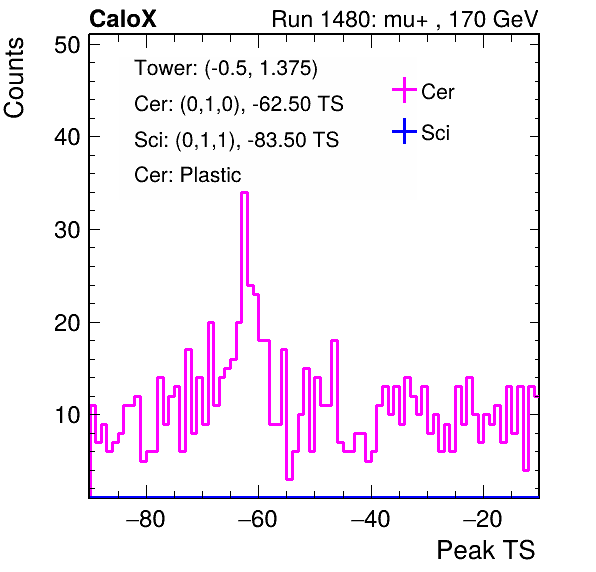 CaloX Run 1480: mu+ , 170 GeV
Counts
50
40
30
20
10
Tower: (-0.5, 1.375)
Cer: (0,1,0), -62.50 TS
Sci: (0,1,1), -83.50 TS
Cer: Plastic
Cer
Sci
−80 −60 −40 −20
Peak TS